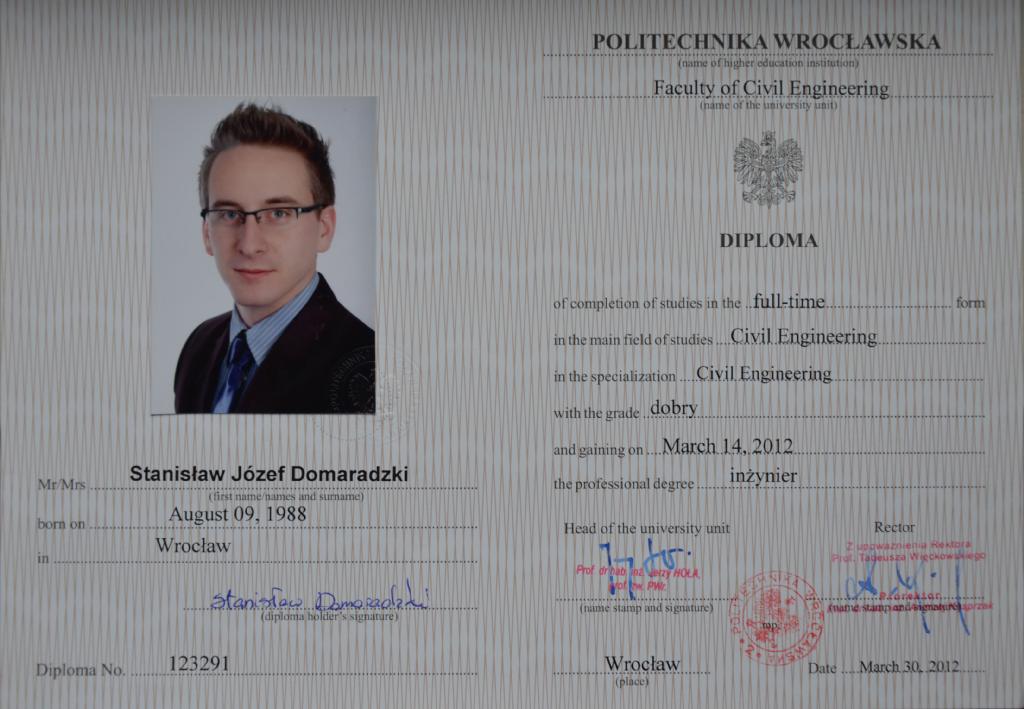 Mr/Mrs Stanisław Józef Domaradzki
(first name/names and surname)
born on August 09, 1988
in Wrocław
Stanisław Domaradzki
(diploma holder's signature)
Diploma No. 123291
POLITECHNIKA WROCŁAWSKA
(name of higher education institution)
Faculty of Civil Engineering
(name of the university unit)
DIPLOMA
of completion of studies in the full-time form
in the main field of studies Civil Engineering
in the specialization Civil Engineering
with the grade dobry
and gaining on March 14, 2012
the professional degree inżynier
Head of the university unit
Prof. dr hab. inż. Jerzy HOŁA
prof. zw. PWr.
(name stamp and signature)
Rector
Z upoważnienia Rektora
Prof. Tadeusza Więckowskiego
Prorektor
(name stamp and signature)
POLITECHNIKA WROCŁAWSKA
mp.
Wrocław
(place)
Date March 30, 2012